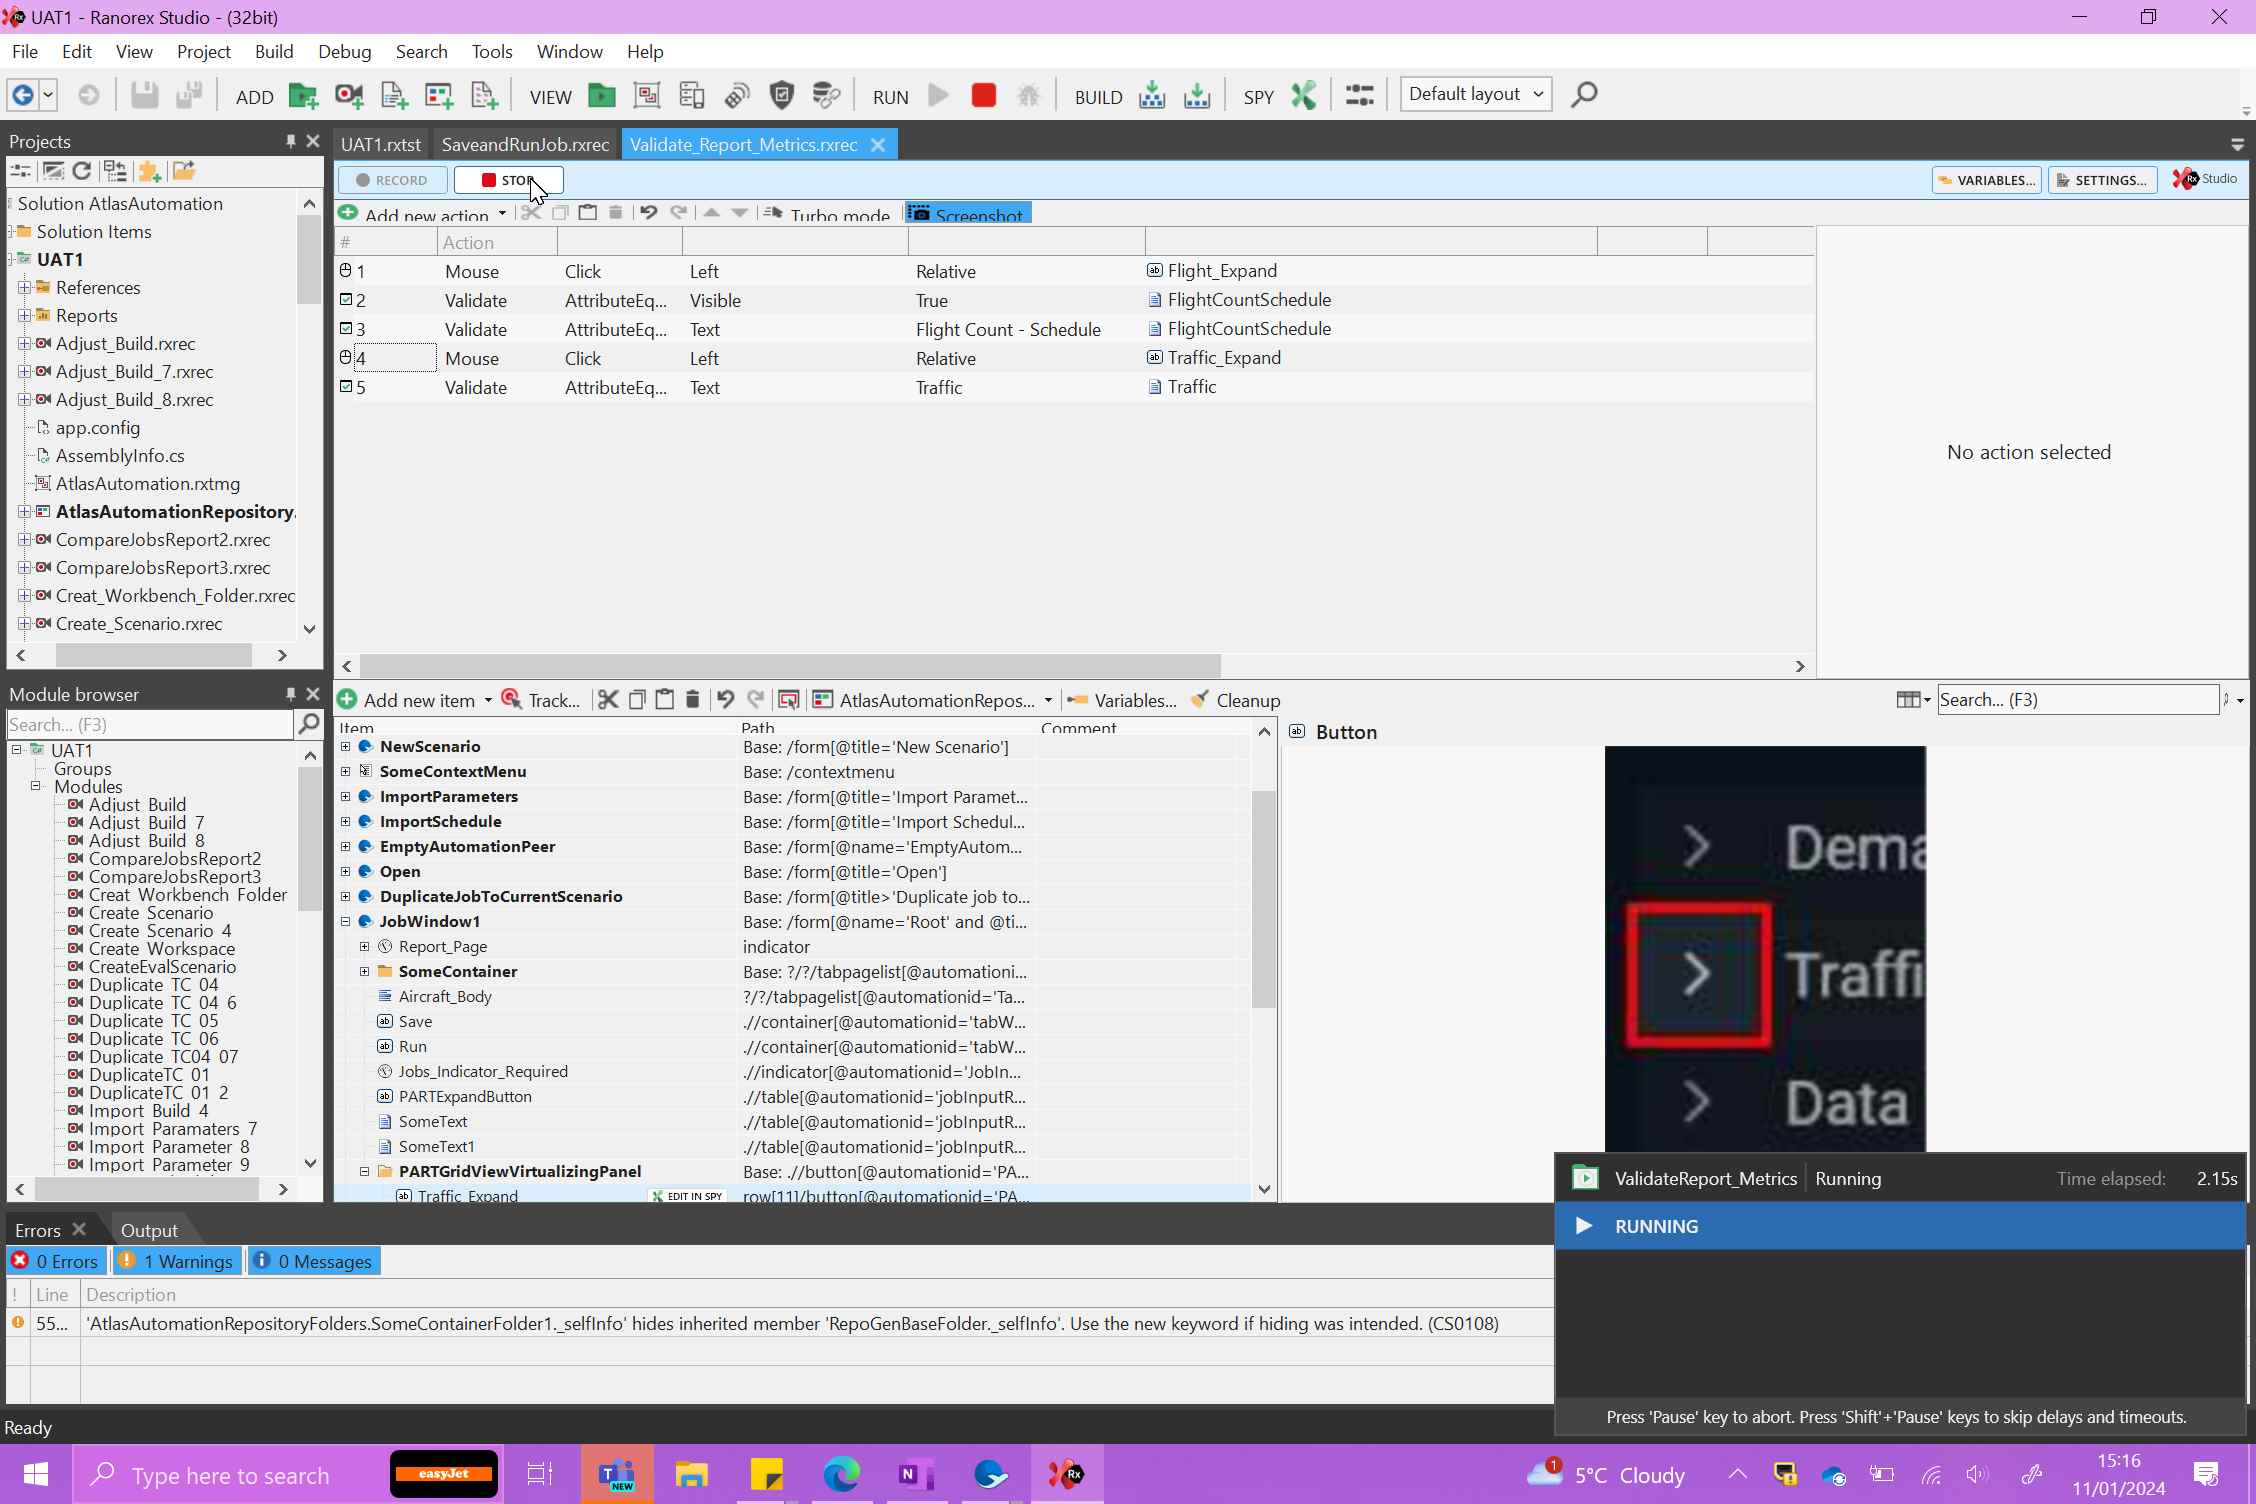 UAT1 - Ranorex Studio - (32bit)
File Edit View Project Build Debug Search Tools Window Help
ADD VIEW RUN BUILD SPY Default layout
Projects
UAT1.rxtst SaveandRunJob.rxrec Validate_Report_Metrics.rxrec
RECORD STOP VARIABLES... SETTINGS... Studio
Add new action Turbo mode Screenshot
Solution AtlasAutomation
Solution Items
UAT1
References
Reports
Adjust_Build.rxrec
Adjust_Build_7.rxrec
Adjust_Build_8.rxrec
app.config
AssemblyInfo.cs
AtlasAutomation.rxtmg
AtlasAutomationRepository.
CompareJobsReport2.rxrec
CompareJobsReport3.rxrec
Creat_Workbench_Folder.rxrec
Create_Scenario.rxrec
# Action
1 Mouse Click Left Relative Flight_Expand
2 Validate AttributeEq... Visible True FlightCountSchedule
3 Validate AttributeEq... Text Flight Count - Schedule FlightCountSchedule
4 Mouse Click Left Relative Traffic_Expand
5 Validate AttributeEq... Text Traffic Traffic
No action selected
Module browser
Search... (F3)
UAT1
Groups
Modules
Adjust Build
Adjust Build 7
Adjust Build 8
CompareJobsReport2
CompareJobsReport3
Creat Workbench Folder
Create Scenario
Create Scenario 4
Create Workspace
CreateEvalScenario
Duplicate TC 04
Duplicate TC 04 6
Duplicate TC 05
Duplicate TC 06
Duplicate TC04 07
DuplicateTC 01
DuplicateTC 01 2
Import Build 4
Import Paramaters 7
Import Parameter 8
Import Parameter 9
Add new item Track... AtlasAutomationRepos... Variables... Cleanup Search... (F3)
Item Path Comment
NewScenario Base: /form[@title='New Scenario']
SomeContextMenu Base: /contextmenu
ImportParameters Base: /form[@title='Import Paramet...
ImportSchedule Base: /form[@title='Import Schedul...
EmptyAutomationPeer Base: /form[@name='EmptyAutom...
Open Base: /form[@title='Open']
DuplicateJobToCurrentScenario Base: /form[@title>'Duplicate job to...
JobWindow1 Base: /form[@name='Root' and @ti...
Report_Page indicator
SomeContainer Base: ?/?/tabpagelist[@automationi...
Aircraft_Body ?/?/tabpagelist[@automationid='Ta...
Save .//container[@automationid='tabW...
Run .//container[@automationid='tabW...
Jobs_Indicator_Required .//indicator[@automationid='JobIn...
PARTExpandButton .//table[@automationid='jobInputR...
SomeText .//table[@automationid='jobInputR...
SomeText1 .//table[@automationid='jobInputR...
PARTGridViewVirtualizingPanel Base: .//button[@automationid='PA...
Traffic_Expand EDIT IN SPY row[11]/button[@automationid='PA...
Button
Dema
Traffi
Data
ValidateReport_Metrics Running Time elapsed: 2.15s
RUNNING
Press 'Pause' key to abort. Press 'Shift'+'Pause' keys to skip delays and timeouts.
Errors Output
0 Errors 1 Warnings 0 Messages
! Line Description
55... 'AtlasAutomationRepositoryFolders.SomeContainerFolder1._selfInfo' hides inherited member 'RepoGenBaseFolder._selfInfo'. Use the new keyword if hiding was intended. (CS0108)
Ready
Type here to search easyJet NEW 1 5°C Cloudy 15:16
11/01/2024